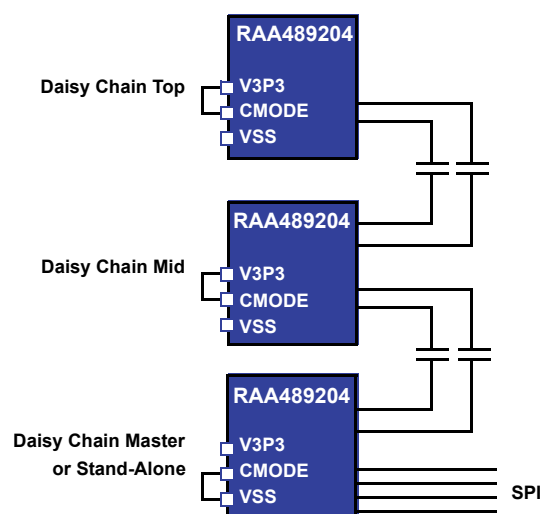 RAA489204
Daisy Chain Top
V3P3
CMODE
VSS
RAA489204
Daisy Chain Mid
V3P3
CMODE
VSS
RAA489204
Daisy Chain Master
or Stand-Alone
V3P3
CMODE
VSS
SPI